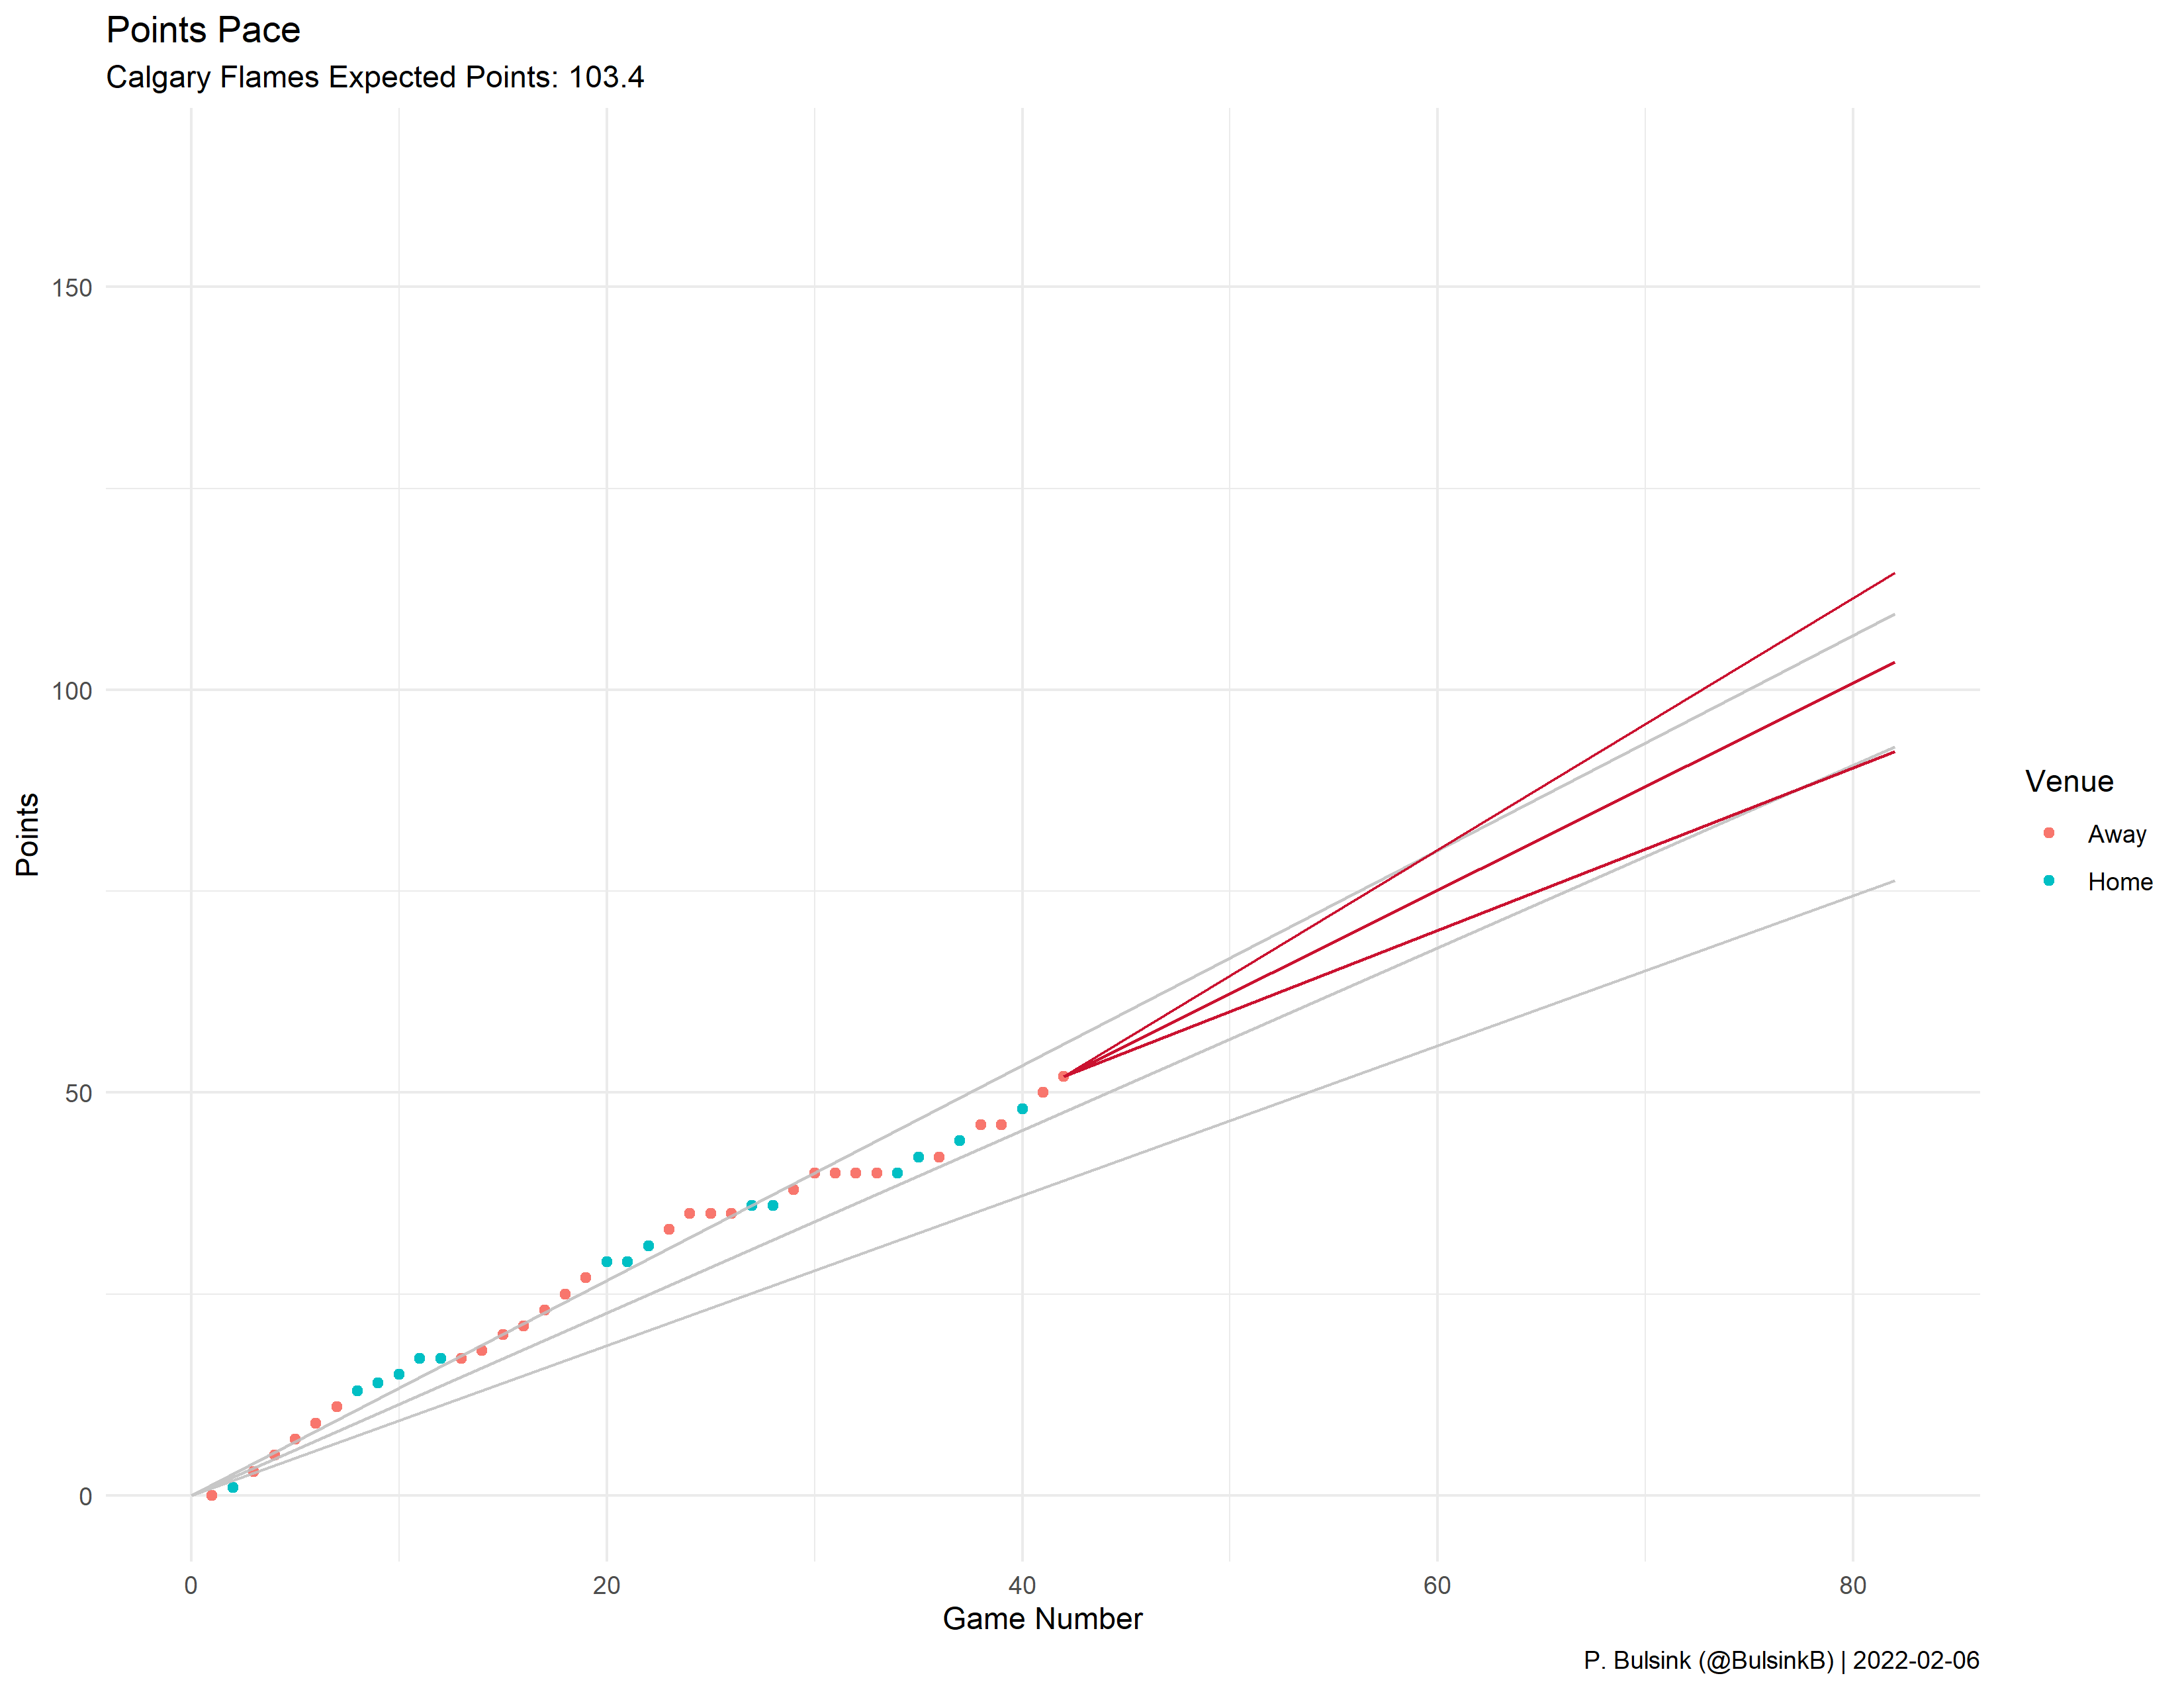 Points Pace
Calgary Flames Expected Points: 103.4
150
100
50
0
Points
0 20 40 60 80
Game Number
Venue
Away
Home
P. Bulsink (@BulsinkB) | 2022-02-06